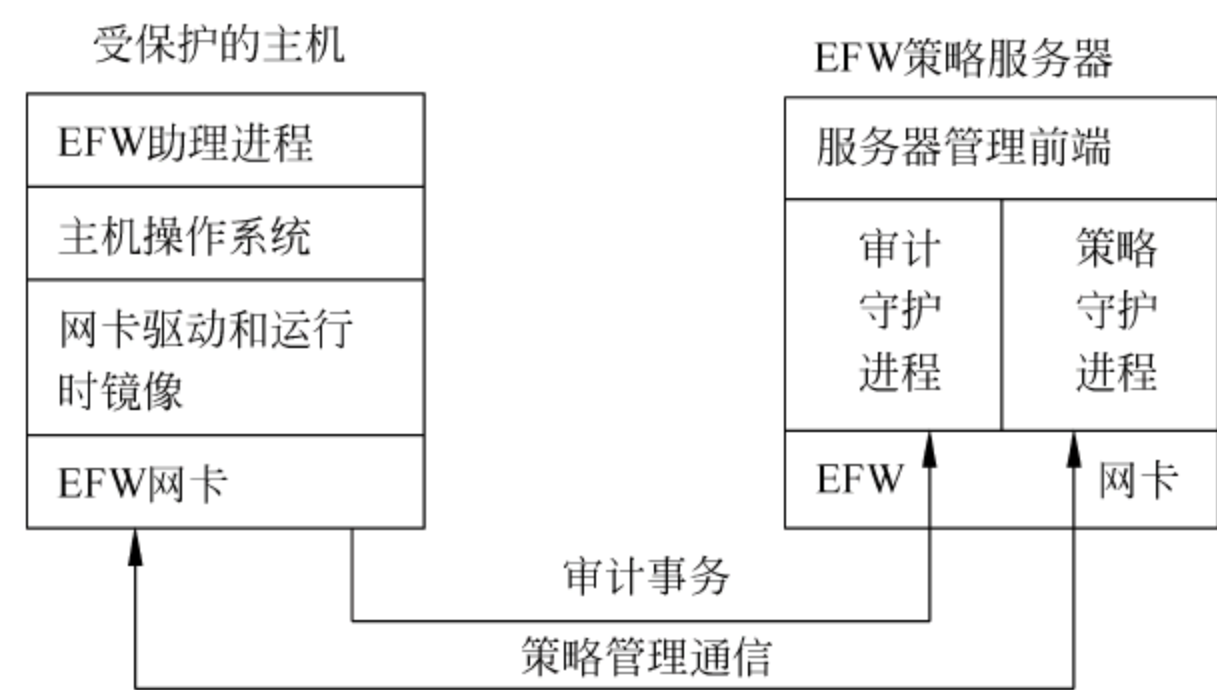 受保护的主机
EFW助理进程
主机操作系统
网卡驱动和运行
时镜像
EFW网卡
EFW策略服务器
服务器管理前端
审计
守护
进程
策略
守护
进程
EFW 网卡
审计事务
策略管理通信